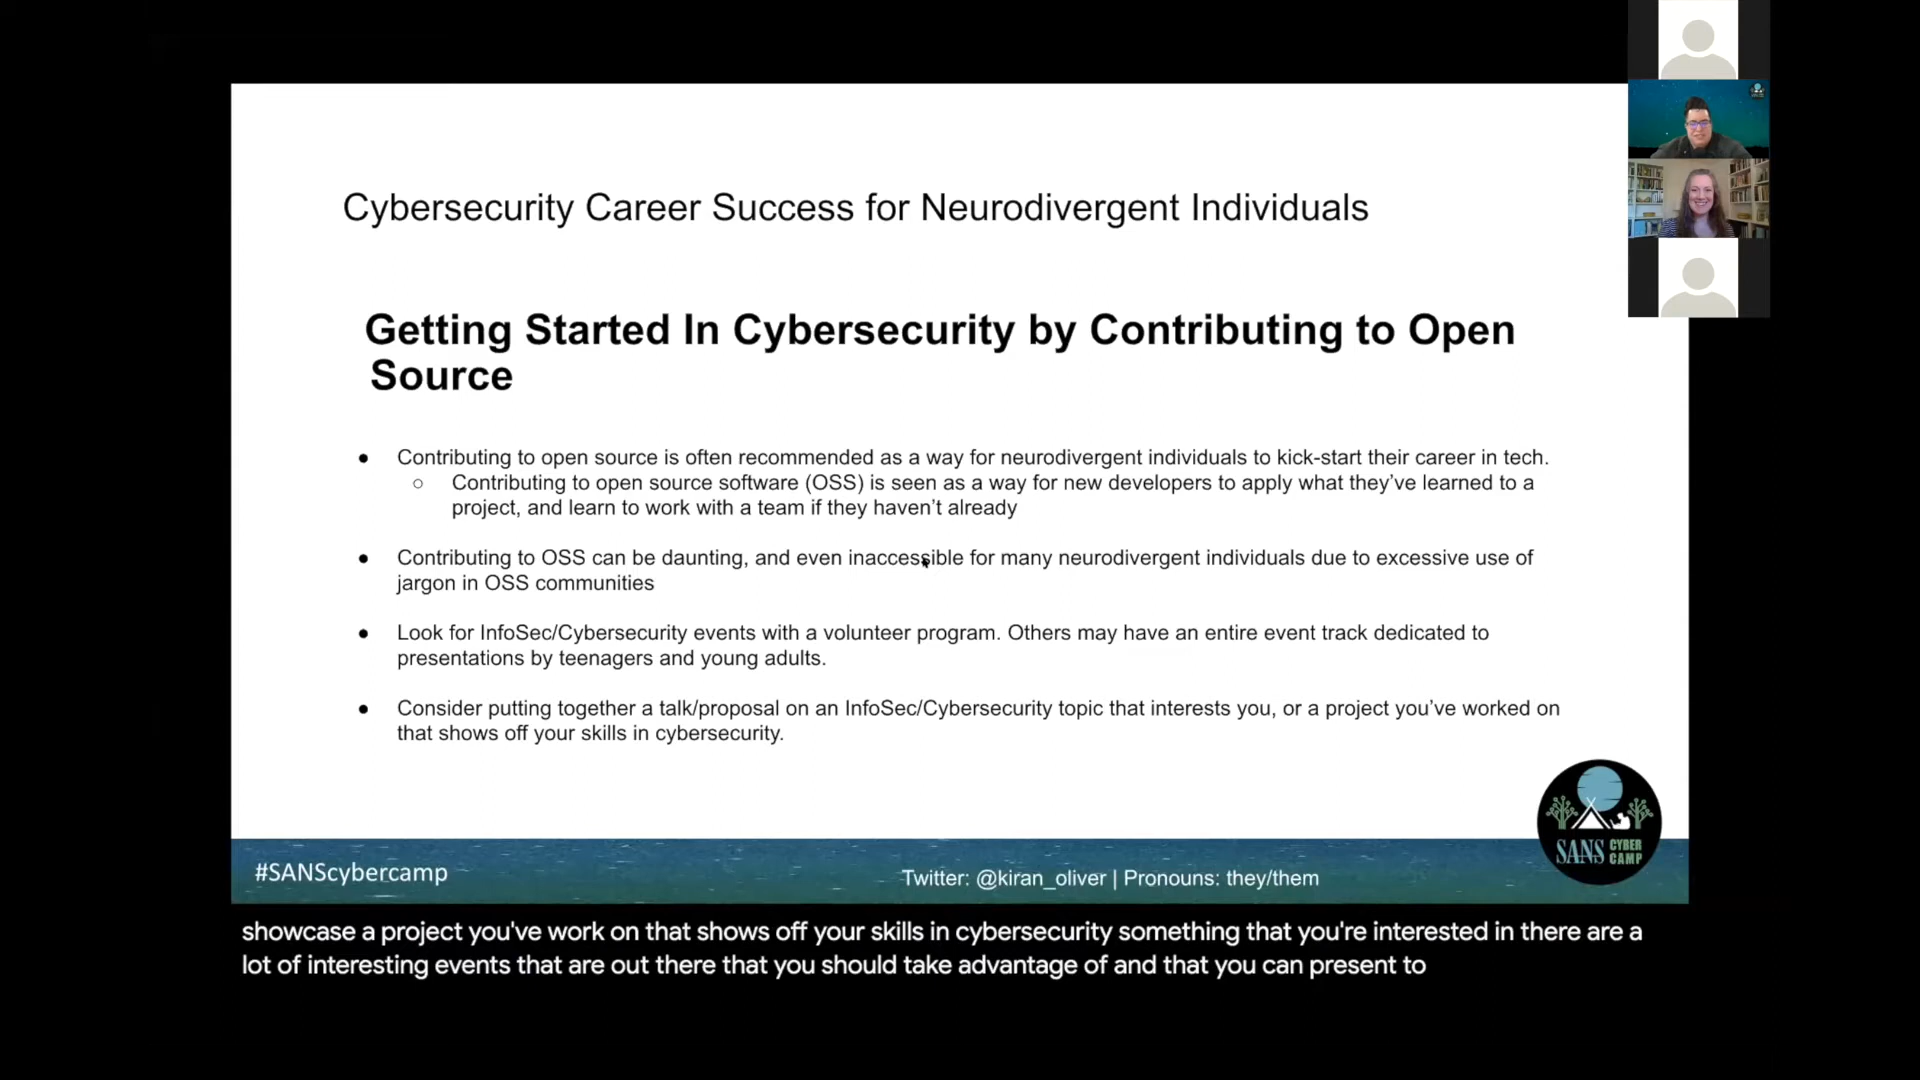 Cybersecurity Career Success for Neurodivergent Individuals
Getting Started In Cybersecurity by Contributing to Open
Source
● Contributing to open source is often recommended as a way for neurodivergent individuals to kick-start their career in tech.
○ Contributing to open source software (OSS) is seen as a way for new developers to apply what they’ve learned to a
project, and learn to work with a team if they haven’t already
● Contributing to OSS can be daunting, and even inaccessible for many neurodivergent individuals due to excessive use of
jargon in OSS communities
● Look for InfoSec/Cybersecurity events with a volunteer program. Others may have an entire event track dedicated to
presentations by teenagers and young adults.
● Consider putting together a talk/proposal on an InfoSec/Cybersecurity topic that interests you, or a project you’ve worked on
that shows off your skills in cybersecurity.
SANS CYBER
CAMP
#SANScybercamp
Twitter: @kiran_oliver | Pronouns: they/them
showcase a project you've work on that shows off your skills in cybersecurity something that you're interested in there are a
lot of interesting events that are out there that you should take advantage of and that you can present to